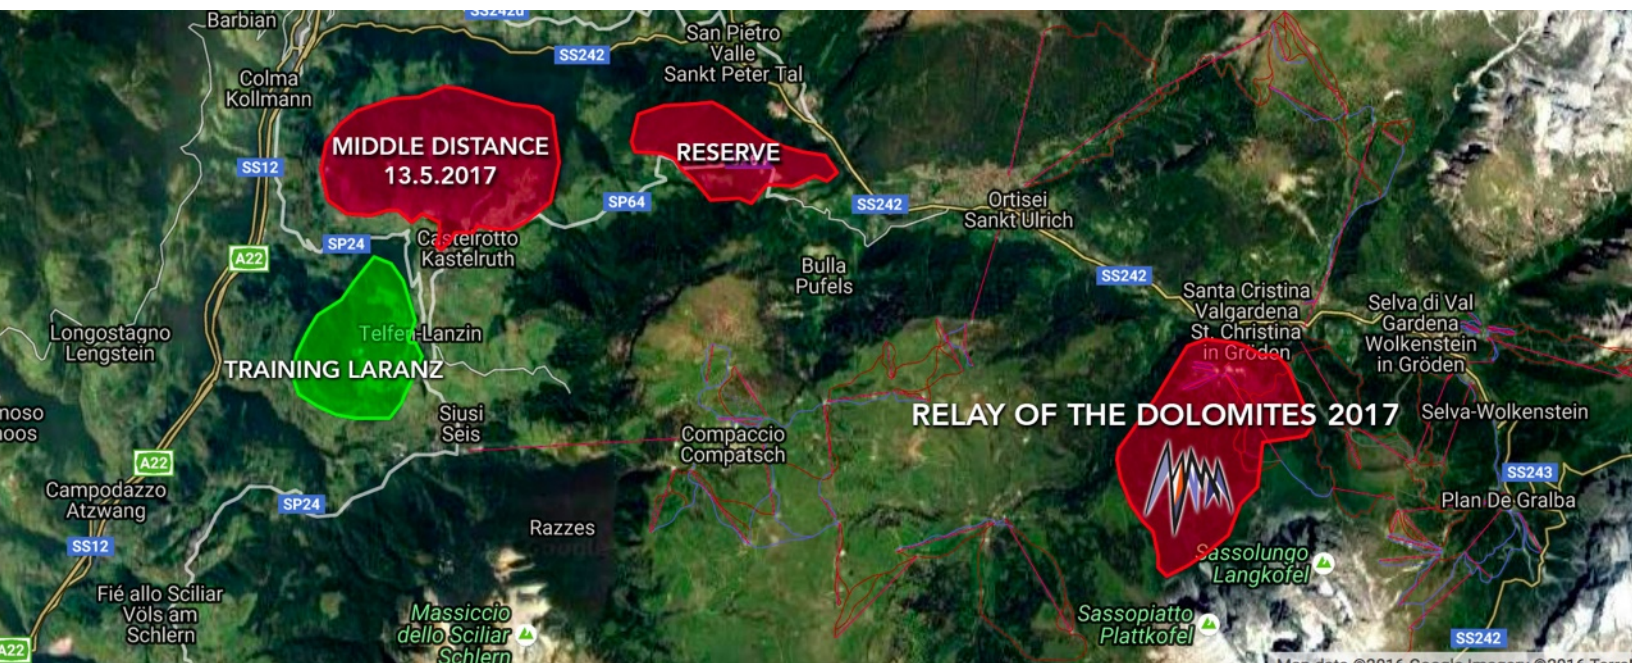 Barbian
SS242d
San Pietro
Valle
Sankt Peter Tal
SS242
Colma
Kollmann
MIDDLE DISTANCE
13.5.2017
RESERVE
SS12
SP64
SS242
Ortisei
Sankt Ulrich
SP24
Castelrotto
Kastelruth
A22
Bulla
Pufels
SS242
Santa Cristina
Valgardena
St. Christina
in Gröden
Selva di Val
Gardena
Wolkenstein
in Gröden
Longostagno
Lengstein
Telfen-Lanzin
TRAINING LARANZ
Siusi
Seis
RELAY OF THE DOLOMITES 2017
Selva-Wolkenstein
Compaccio
Compatsch
A22
SS243
Campodazzo
Atzwang
SP24
Plan De Gralba
Razzes
SS12
Sassolungo
Langkofel
Fié allo Sciliar
Völs am
Schlern
Massiccio
dello Sciliar
Schlern
Sassopiatto
Plattkofel
A22
SS242